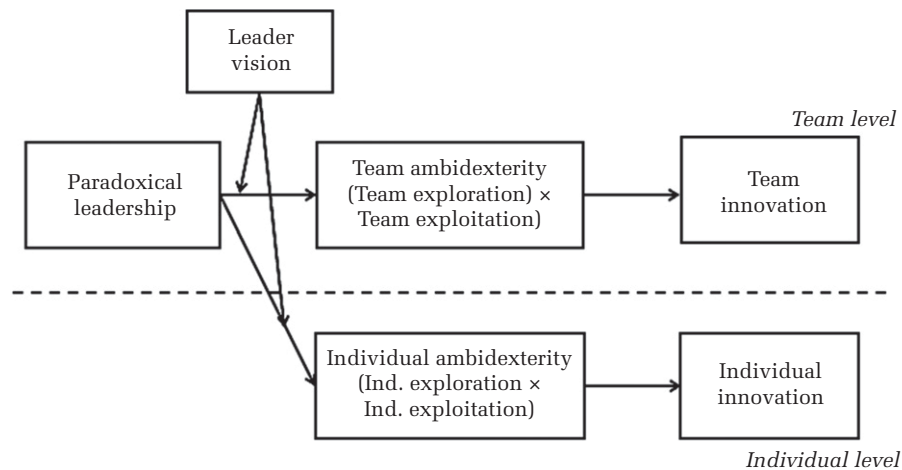 Leader
vision
Team level
Paradoxical
leadership
Team ambidexterity
(Team exploration) ×
Team exploitation)
Team
innovation
Individual ambidexterity
(Ind. exploration ×
Ind. exploitation)
Individual
innovation
Individual level